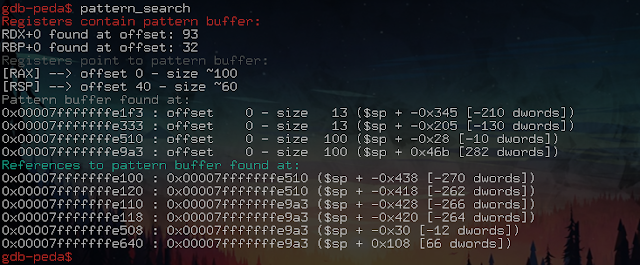 gdb-peda$ pattern_search
Registers contain pattern buffer:
RDX+0 found at offset: 93
RBP+0 found at offset: 32
Registers point to pattern buffer:
[RAX] --> offset 0 - size ~100
[RSP] --> offset 40 - size ~60
Pattern buffer found at:
0x00007fffffffe1f3 : offset    0 - size   13 ($sp + -0x345 [-210 dwords])
0x00007fffffffe333 : offset    0 - size   13 ($sp + -0x205 [-130 dwords])
0x00007fffffffe510 : offset    0 - size  100 ($sp + -0x28 [-10 dwords])
0x00007fffffffe9a3 : offset    0 - size  100 ($sp + 0x46b [282 dwords])
References to pattern buffer found at:
0x00007fffffffe100 : 0x00007fffffffe510 ($sp + -0x438 [-270 dwords])
0x00007fffffffe120 : 0x00007fffffffe510 ($sp + -0x418 [-262 dwords])
0x00007fffffffe110 : 0x00007fffffffe9a3 ($sp + -0x428 [-266 dwords])
0x00007fffffffe118 : 0x00007fffffffe9a3 ($sp + -0x420 [-264 dwords])
0x00007fffffffe508 : 0x00007fffffffe9a3 ($sp + -0x30 [-12 dwords])
0x00007fffffffe640 : 0x00007fffffffe9a3 ($sp + 0x108 [66 dwords])
gdb-peda$